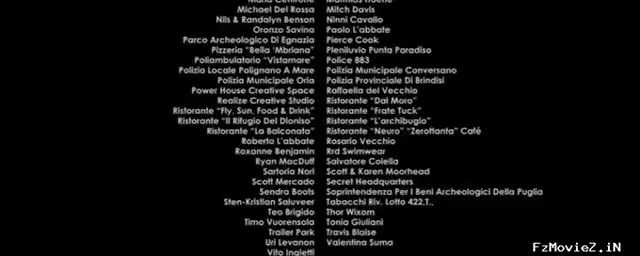 Michael Del Rossa Mitch Davis
Nils & Randalyn Benson Ninni Cavallo
Oronzo Savina Paolo L'abbate
Parco Archeologico Di Egnazia Pierce Cook
Pizzeria "Bella 'Mbriana" Pleniluvio Punta Paradiso
Poliambulatorio "Vistamare" Police 883
Polizia Locale Polignano A Mare Polizia Municipale Conversano
Polizia Municipale Oria Polizia Provinciale Di Brindisi
Power House Creative Space Raffaella del Vecchio
Realize Creative Studio Ristorante "Dal Moro"
Ristorante "Fly, Sun, Food & Drink" Ristorante "Frate Tuck"
Ristorante "Il Rifugio Del Dioniso" Ristorante "L'archibugio"
Ristorante "La Balconata" Ristorante "Neuro" "Zerottanta" Café
Roberto L'abbate Rosario Vecchio
Roxanne Benjamin Rrd Swimwear
Ryan MacDuff Salvatore Colella
Sartoria Nori Scott & Karen Moorhead
Scott Mercado Secret Headquarters
Sendra Boots Soprintendenza Per I Beni Archeologici Della Puglia
Sten-Kristian Saluveer Tabacchi Riv. Lotto 422,T.,
Teo Brigido Thor Wixom
Timo Vuorensola Tonia Giuliani
Trailer Park Travis Blaise
Uri Levanon Valentina Suma
Vito Ingletti
FzMovieZ.iN